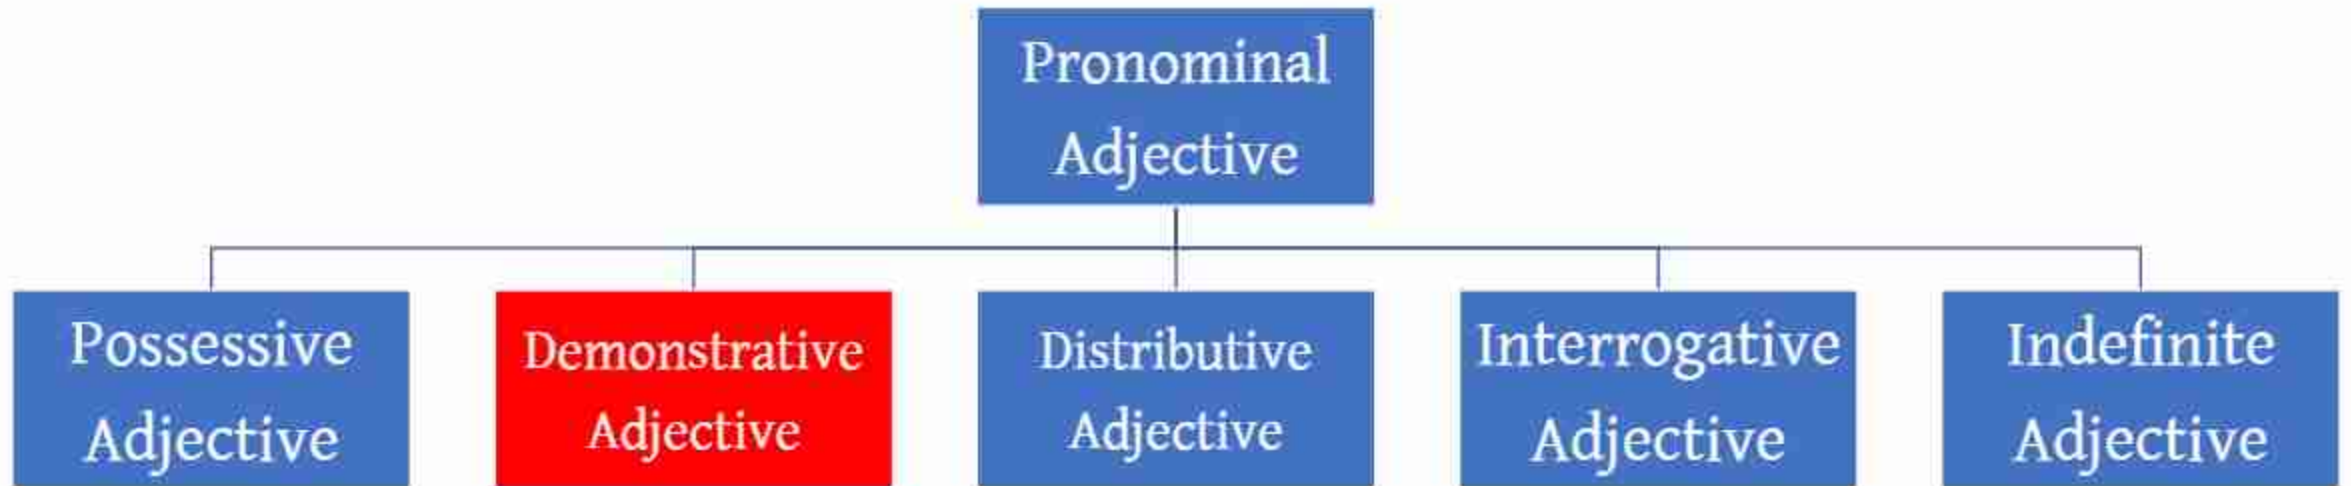 Pronominal
Adjective
Possessive
Adjective
Demonstrative
Adjective
Distributive
Adjective
Interrogative
Adjective
Indefinite
Adjective